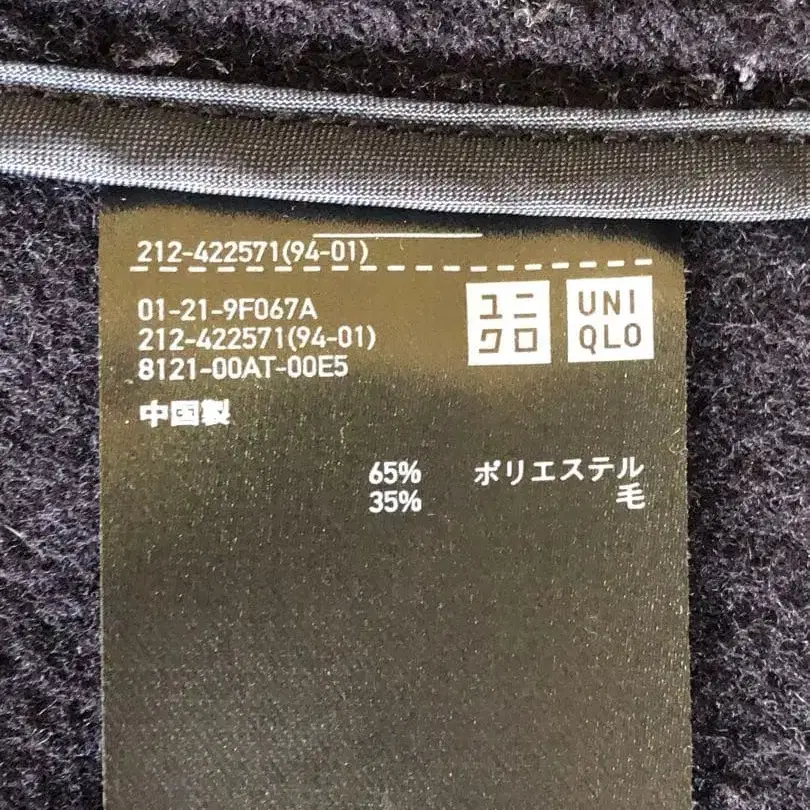 212-422571(94-01)
01-21-9F067A
212-422571(94-01)
8121-00AT-00E5
ユニ
クロ
UNI
QLO
中国製
65% ポリエステル
35% 毛